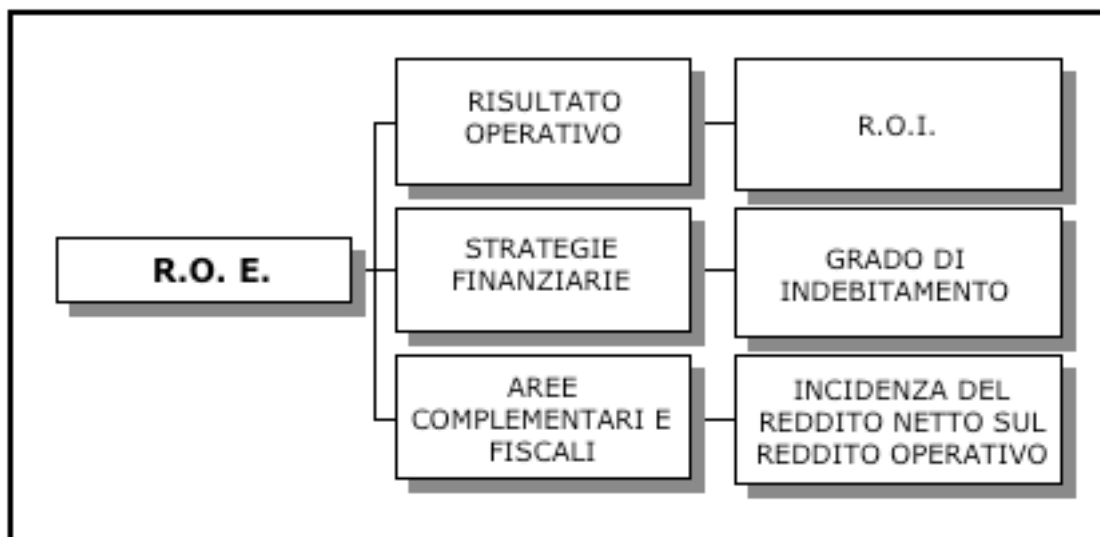 R.O. E.
RISULTATO
OPERATIVO
R.O.I.
STRATEGIE
FINANZIARIE
GRADO DI
INDEBITAMENTO
AREE
COMPLEMENTARI E
FISCALI
INCIDENZA DEL
REDDITO NETTO SUL
REDDITO OPERATIVO